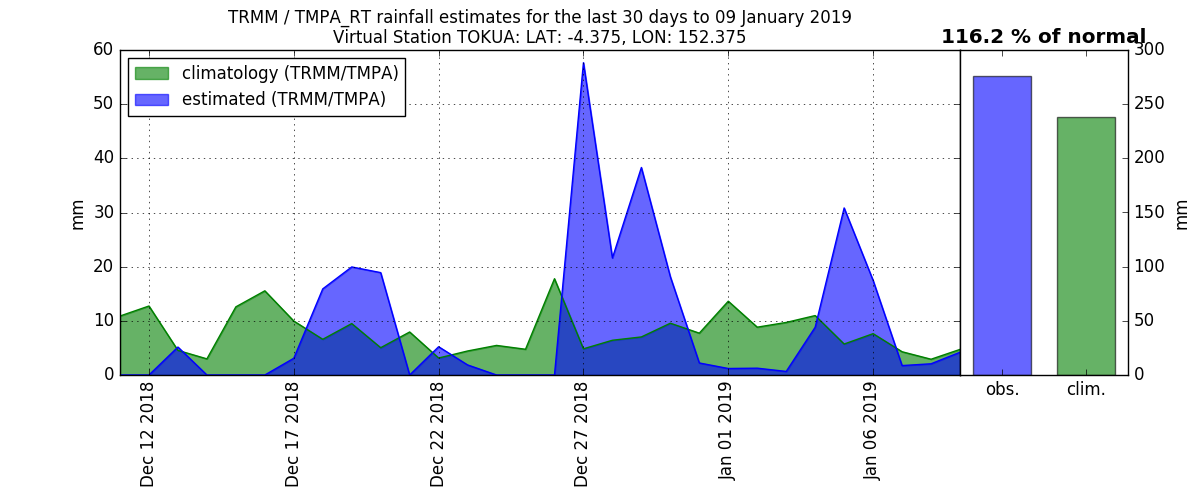 TRMM / TMPA_RT rainfall estimates for the last 30 days to 09 January 2019
Virtual Station TOKUA: LAT: -4.375, LON: 152.375
116.2 % of normal
climatology (TRMM/TMPA)
estimated (TRMM/TMPA)
60
50
40
30
20
10
0
mm
Dec 12 2018
Dec 17 2018
Dec 22 2018
Dec 27 2018
Jan 01 2019
Jan 06 2019
300
250
200
150
100
50
0
mm
obs.
clim.